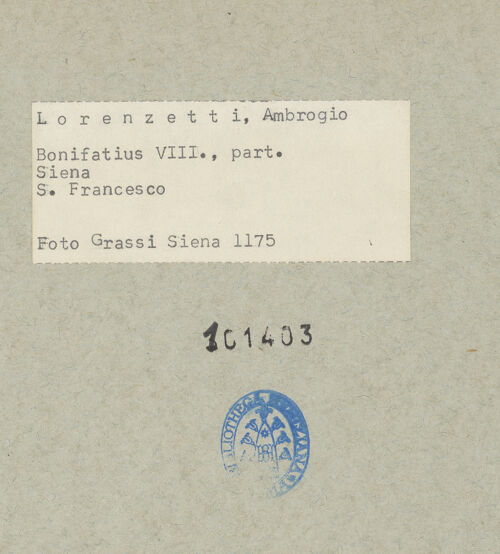 L o r e n z e t t i, Ambrogio
Bonifatius VIII., part.
Siena
S. Francesco
Foto Grassi Siena 1175
101403